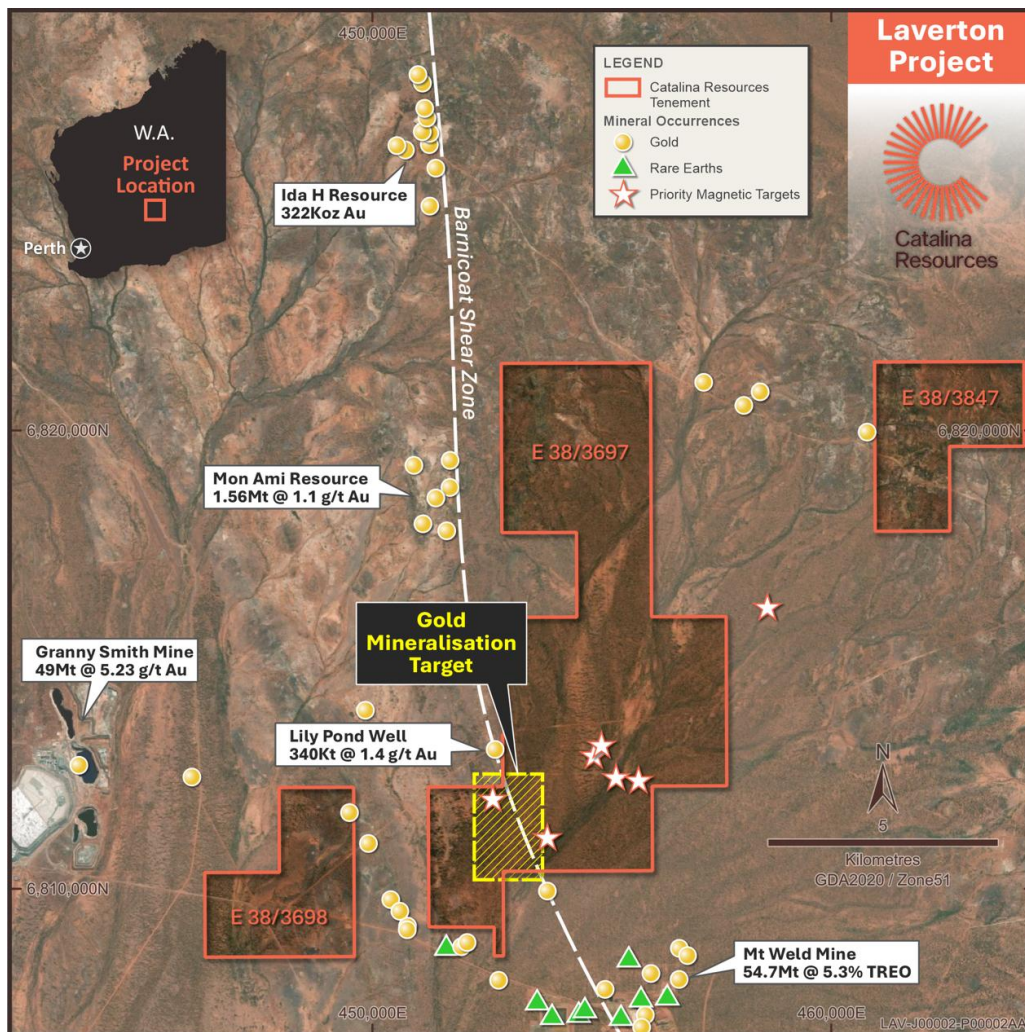 450,000E
Laverton
Project
Catalina
Resources
LEGEND
Catalina Resources
Tenement
Mineral Occurrences
Gold
Rare Earths
Priority Magnetic Targets
W.A.
Project
Location
Perth
Ida H Resource
322Koz Au
Barnicoat Shear Zone
E 38/3847
6,820,000N
6,820,000N
E 38/3697
Mon Ami Resource
1.56Mt @ 1.1 g/t Au
Gold
Mineralisation
Target
Granny Smith Mine
49Mt @ 5.23 g/t Au
Lily Pond Well
340Kt @ 1.4 g/t Au
N
5
Kilometres
GDA2020 / Zone51
6,810,000N
E 38/3698
Mt Weld Mine
54.7Mt @ 5.3% TREO
450,000E
460,000E
LAV-J00002-P00002AA